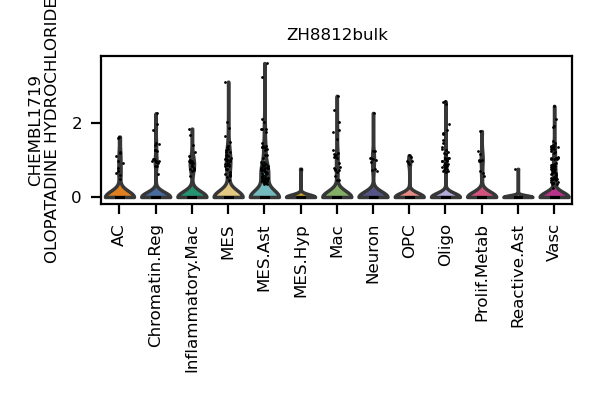 ZH8812bulk
CHEMBL1719
OLOPATADINE HYDROCHLORIDE
2
0
AC
Chromatin.Reg
Inflammatory.Mac
MES
MES.Ast
MES.Hyp
Mac
Neuron
OPC
Oligo
Prolif.Metab
Reactive.Ast
Vasc